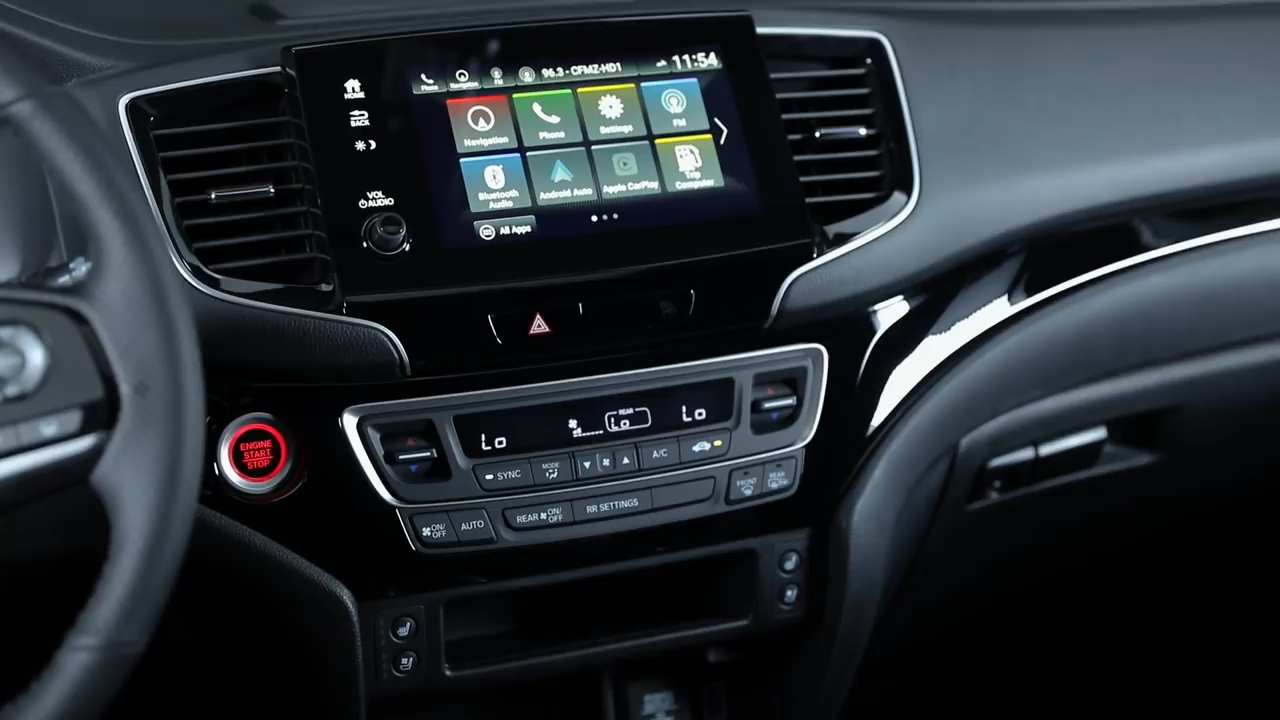 HOME
BACK
VOL
AUDIO
Phone
Navigation
FM
96.3 - CFMZ-HD1
11:54
Navigation
Phone
Settings
FM
Bluetooth
Audio
Android Auto
Apple CarPlay
Trip
Computer
All Apps
ENGINE
START
STOP
Lo
REAR
Lo
Lo
SYNC
MODE
A/C
ON/
OFF
AUTO
REAR ON/
OFF
RR SETTINGS
FRONT
REAR